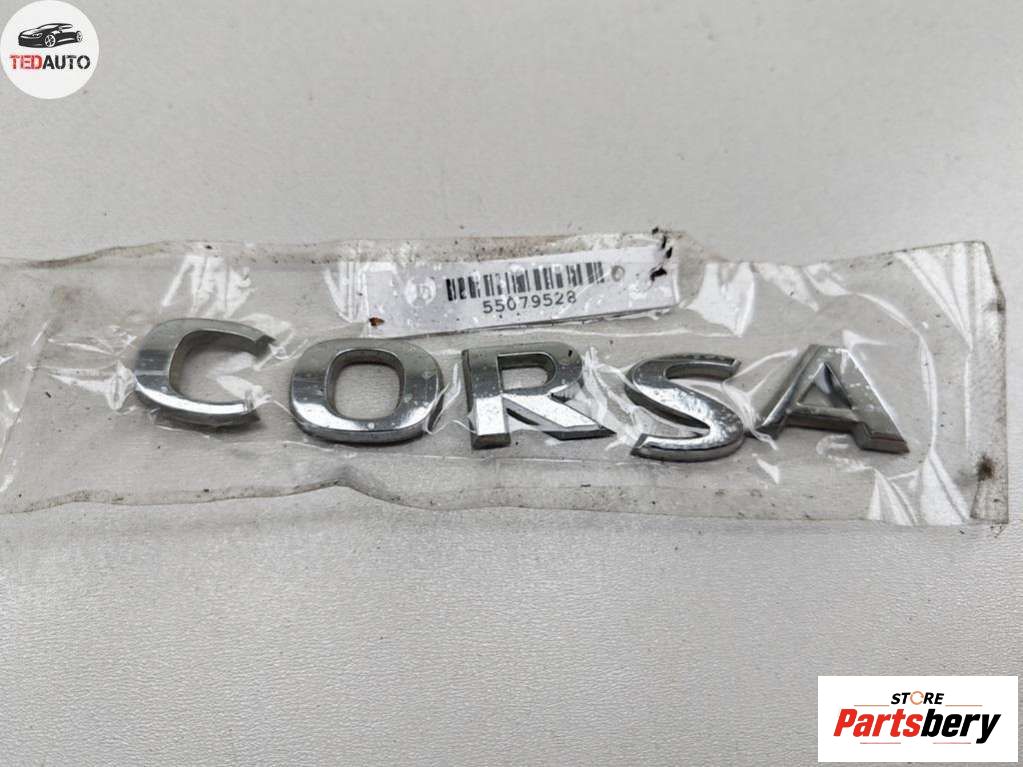 TEDAUTO
55079528
CORSA
STORE
Partsbery